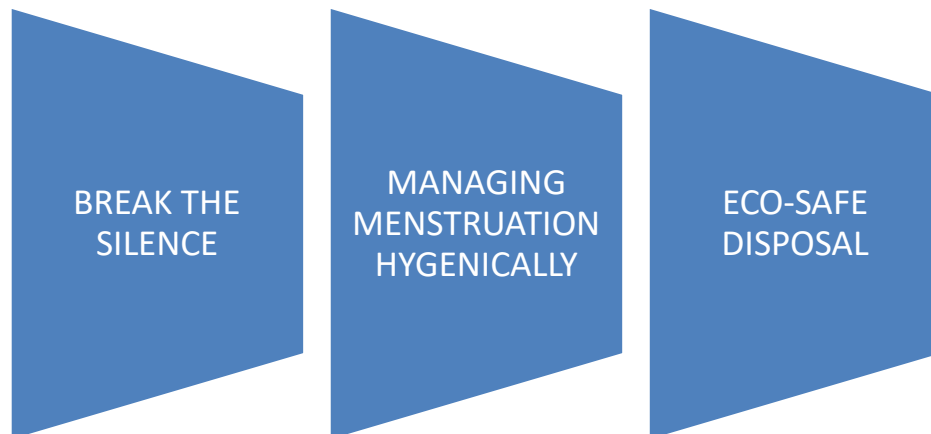 BREAK THE
SILENCE
MANAGING
MENSTRUATION
HYGENICALLY
ECO-SAFE
DISPOSAL